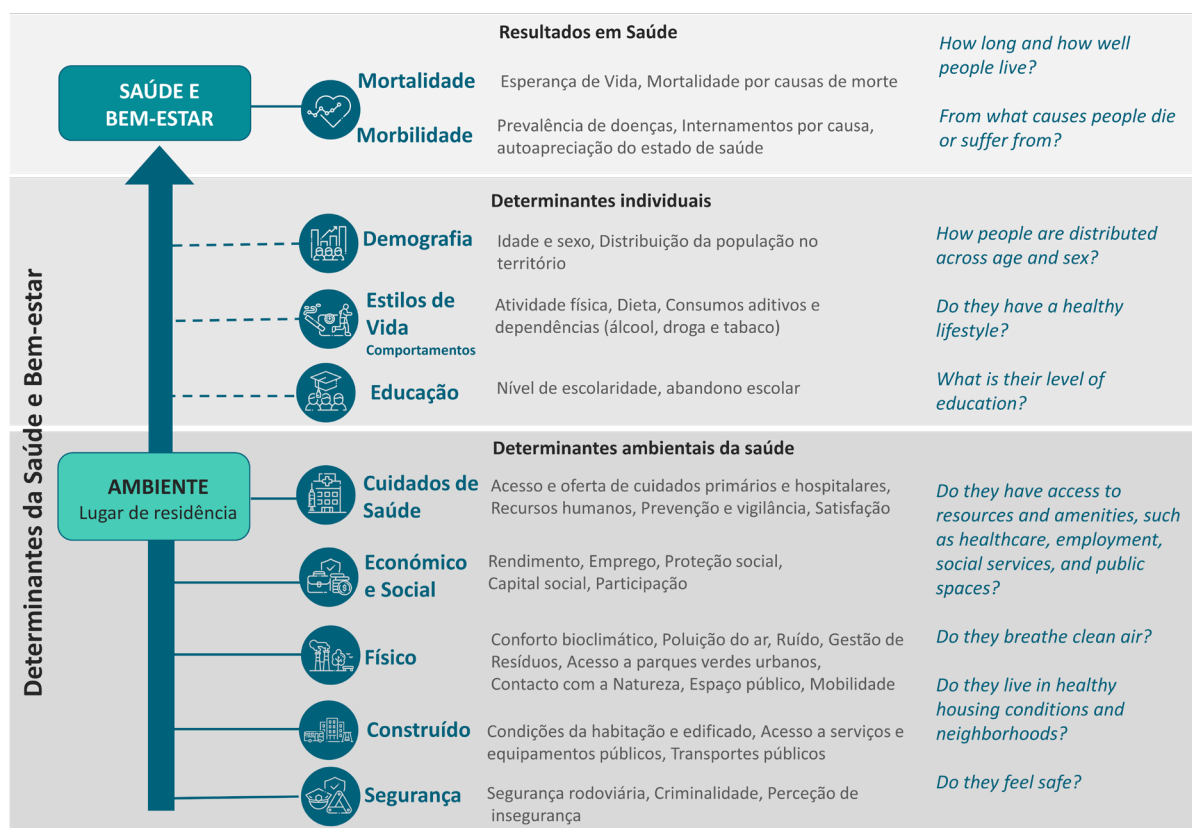 Resultados em Saúde
SAÚDE E
BEM-ESTAR
Mortalidade
Esperança de Vida, Mortalidade por causas de morte
Morbilidade
Prevalência de doenças, Internamentos por causa,
autoapreciação do estado de saúde
How long and how well
people live?
From what causes people die
or suffer from?
Determinantes da Saúde e Bem-estar
Determinantes individuais
Demografia
Idade e sexo, Distribuição da população no
território
Estilos de
Vida
Comportamentos
Atividade física, Dieta, Consumos aditivos e
dependências (álcool, droga e tabaco)
Educação
Nível de escolaridade, abandono escolar
How people are distributed
across age and sex?
Do they have a healthy
lifestyle?
What is their level of
education?
Determinantes ambientais da saúde
AMBIENTE
Lugar de residência
Cuidados de
Saúde
Acesso e oferta de cuidados primários e hospitalares,
Recursos humanos, Prevenção e vigilância, Satisfação
Económico
e Social
Rendimento, Emprego, Proteção social,
Capital social, Participação
Físico
Conforto bioclimático, Poluição do ar, Ruído, Gestão de
Resíduos, Acesso a parques verdes urbanos,
Contacto com a Natureza, Espaço público, Mobilidade
Construído
Condições da habitação e edificado, Acesso a serviços e
equipamentos públicos, Transportes públicos
Segurança
Segurança rodoviária, Criminalidade, Perceção de
insegurança
Do they have access to
resources and amenities, such
as healthcare, employment,
social services, and public
spaces?
Do they breathe clean air?
Do they live in healthy
housing conditions and
neighborhoods?
Do they feel safe?